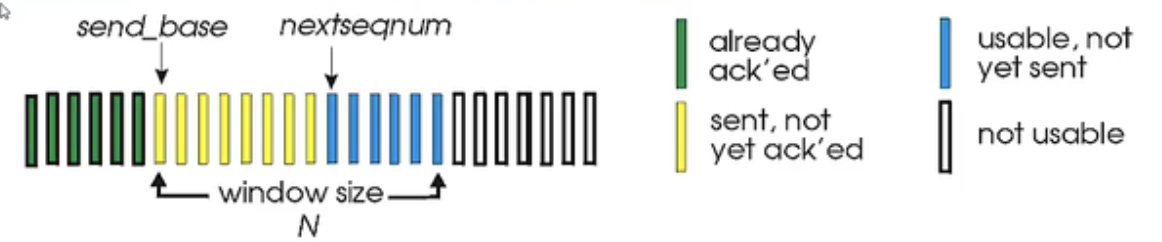 send_base
nextseqnum
window size
N
already
ack'ed
sent, not
yet ack'ed
usable, not
yet sent
not usable